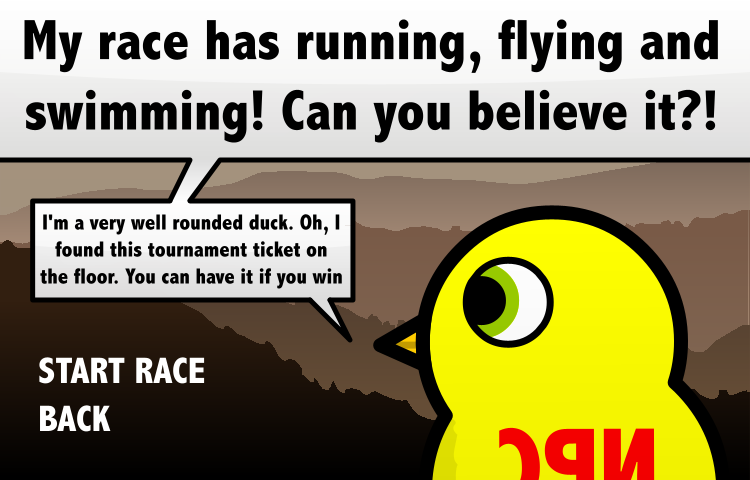 My race has running, flying and
swimming! Can you believe it?!
I'm a very well rounded duck. Oh, I
found this tournament ticket on
the floor. You can have it if you win
START RACE
BACK
NPC